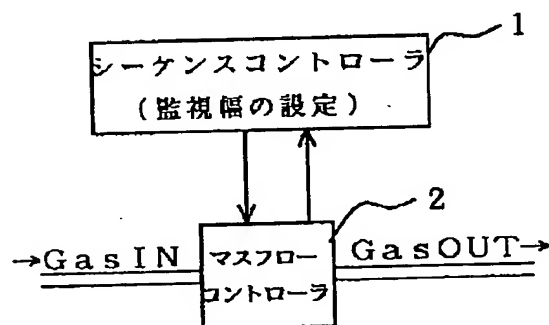 1
シーケンスコントローラ
(監視幅の設定)
2
→GasIN
マスフロー
コントローラ
GasOUT→